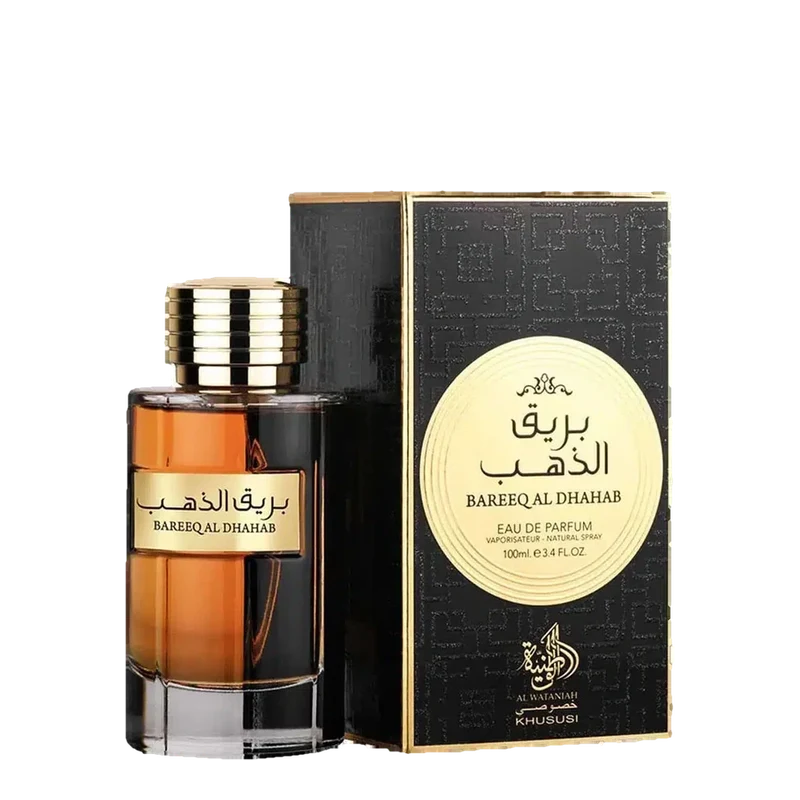 بريق الذهب
BAREEQ AL DHAHAB
بريق
الذهب
BAREEQ AL DHAHAB
EAU DE PARFUM
VAPORISATEUR - NATURAL SPRAY
100ml. e 3.4 FL.OZ.
الوطنية
AL WATANIAH
خصوصي
KHUSUSI